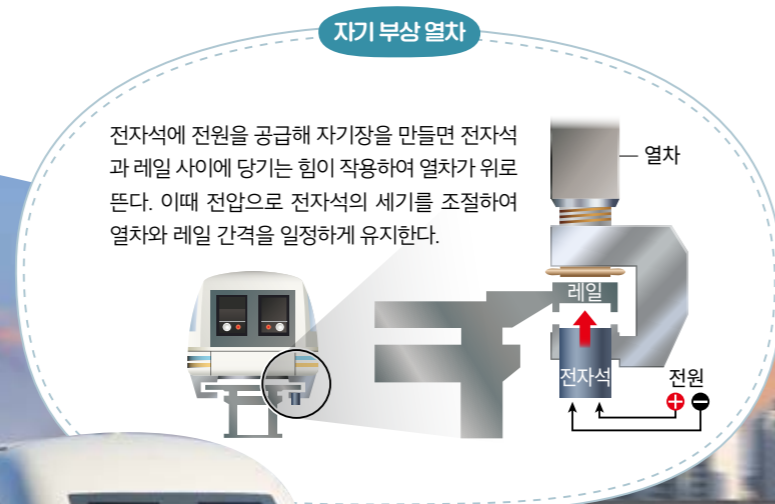 자기 부상 열차
전자석에 전원을 공급해 자기장을 만들면 전자석
과 레일 사이에 당기는 힘이 작용하여 열차가 위로
뜬다. 이때 전압으로 전자석의 세기를 조절하여
열차와 레일 간격을 일정하게 유지한다.
열차
레일
전자석
전원
+ −